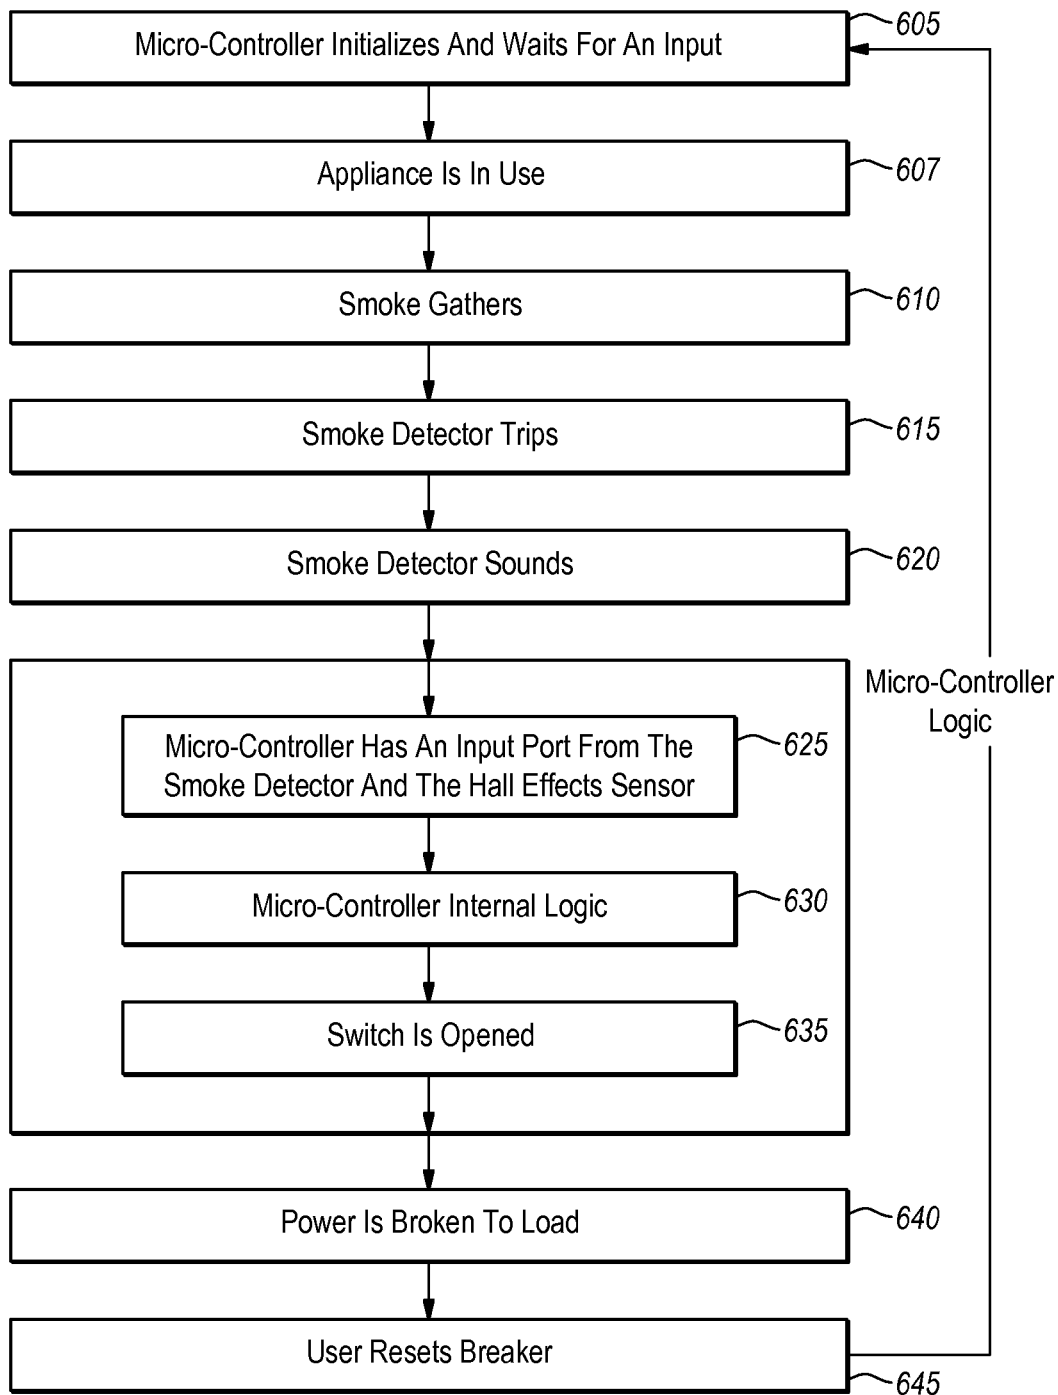 Micro-Controller Initializes And Waits For An Input
605
Appliance Is In Use
607
Smoke Gathers
610
Smoke Detector Trips
615
Smoke Detector Sounds
620
Micro-Controller Has An Input Port From The
Smoke Detector And The Hall Effects Sensor
625
Micro-Controller
Logic
Micro-Controller Internal Logic
630
Switch Is Opened
635
Power Is Broken To Load
640
User Resets Breaker
645